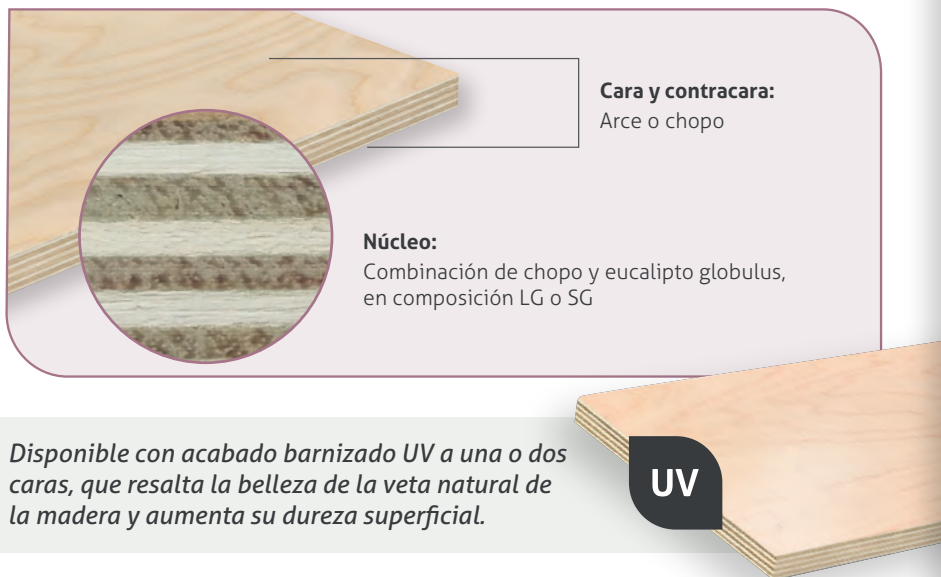 Cara y contracara:
Arce o chopo
Núcleo:
Combinación de chopo y eucalipto globulus,
en composición LG o SG
Disponible con acabado barnizado UV a una o dos
caras, que resalta la belleza de la veta natural de
la madera y aumenta su dureza superficial.
UV